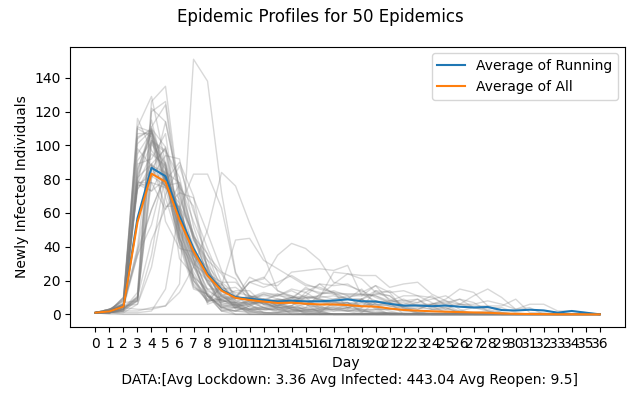 Epidemic Profiles for 50 Epidemics
Average of Running
Average of All
Newly Infected Individuals
140
120
100
80
60
40
20
0
0 1 2 3 4 5 6 7 8 9 10 11 12 13 14 15 16 17 18 19 20 21 22 23 24 25 26 27 28 29 30 31 32 33 34 35 36
Day
DATA:[Avg Lockdown: 3.36 Avg Infected: 443.04 Avg Reopen: 9.5]